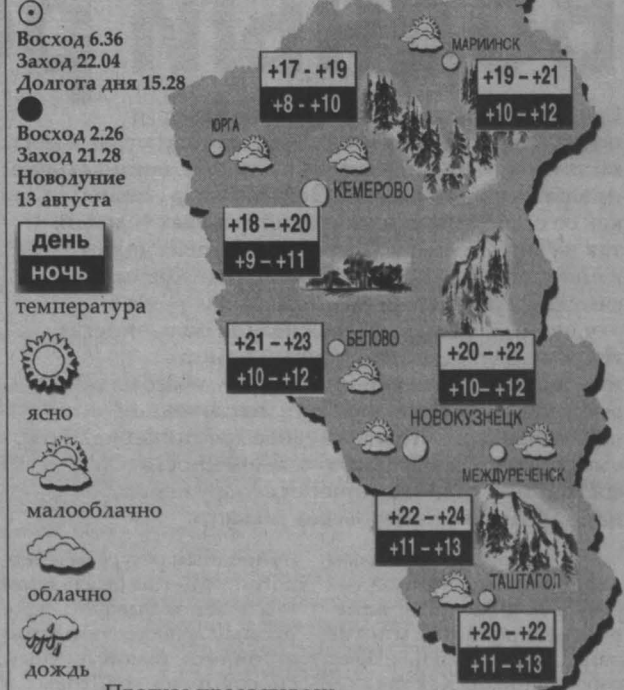 Восход 6.36
Заход 22.04
Долгота дня 15.28
Восход 2.26
Заход 21.28
Новолуние
13 августа
день
ночь
температура
ясно
малооблачно
облачно
дождь
МАРИИНСК
+17 - +19
+8 - +10
+19 – +21
+10 – +12
ЮРГА
КЕМЕРОВО
+18 – +20
+9 – +11
БЕЛОВО
+21 – +23
+10 – +12
+20 – +22
+10– +12
НОВОКУЗНЕЦК
МЕЖДУРЕЧЕНСК
+22 – +24
+11 – +13
ТАШТАГОЛ
+20 – +22
+11 – +13